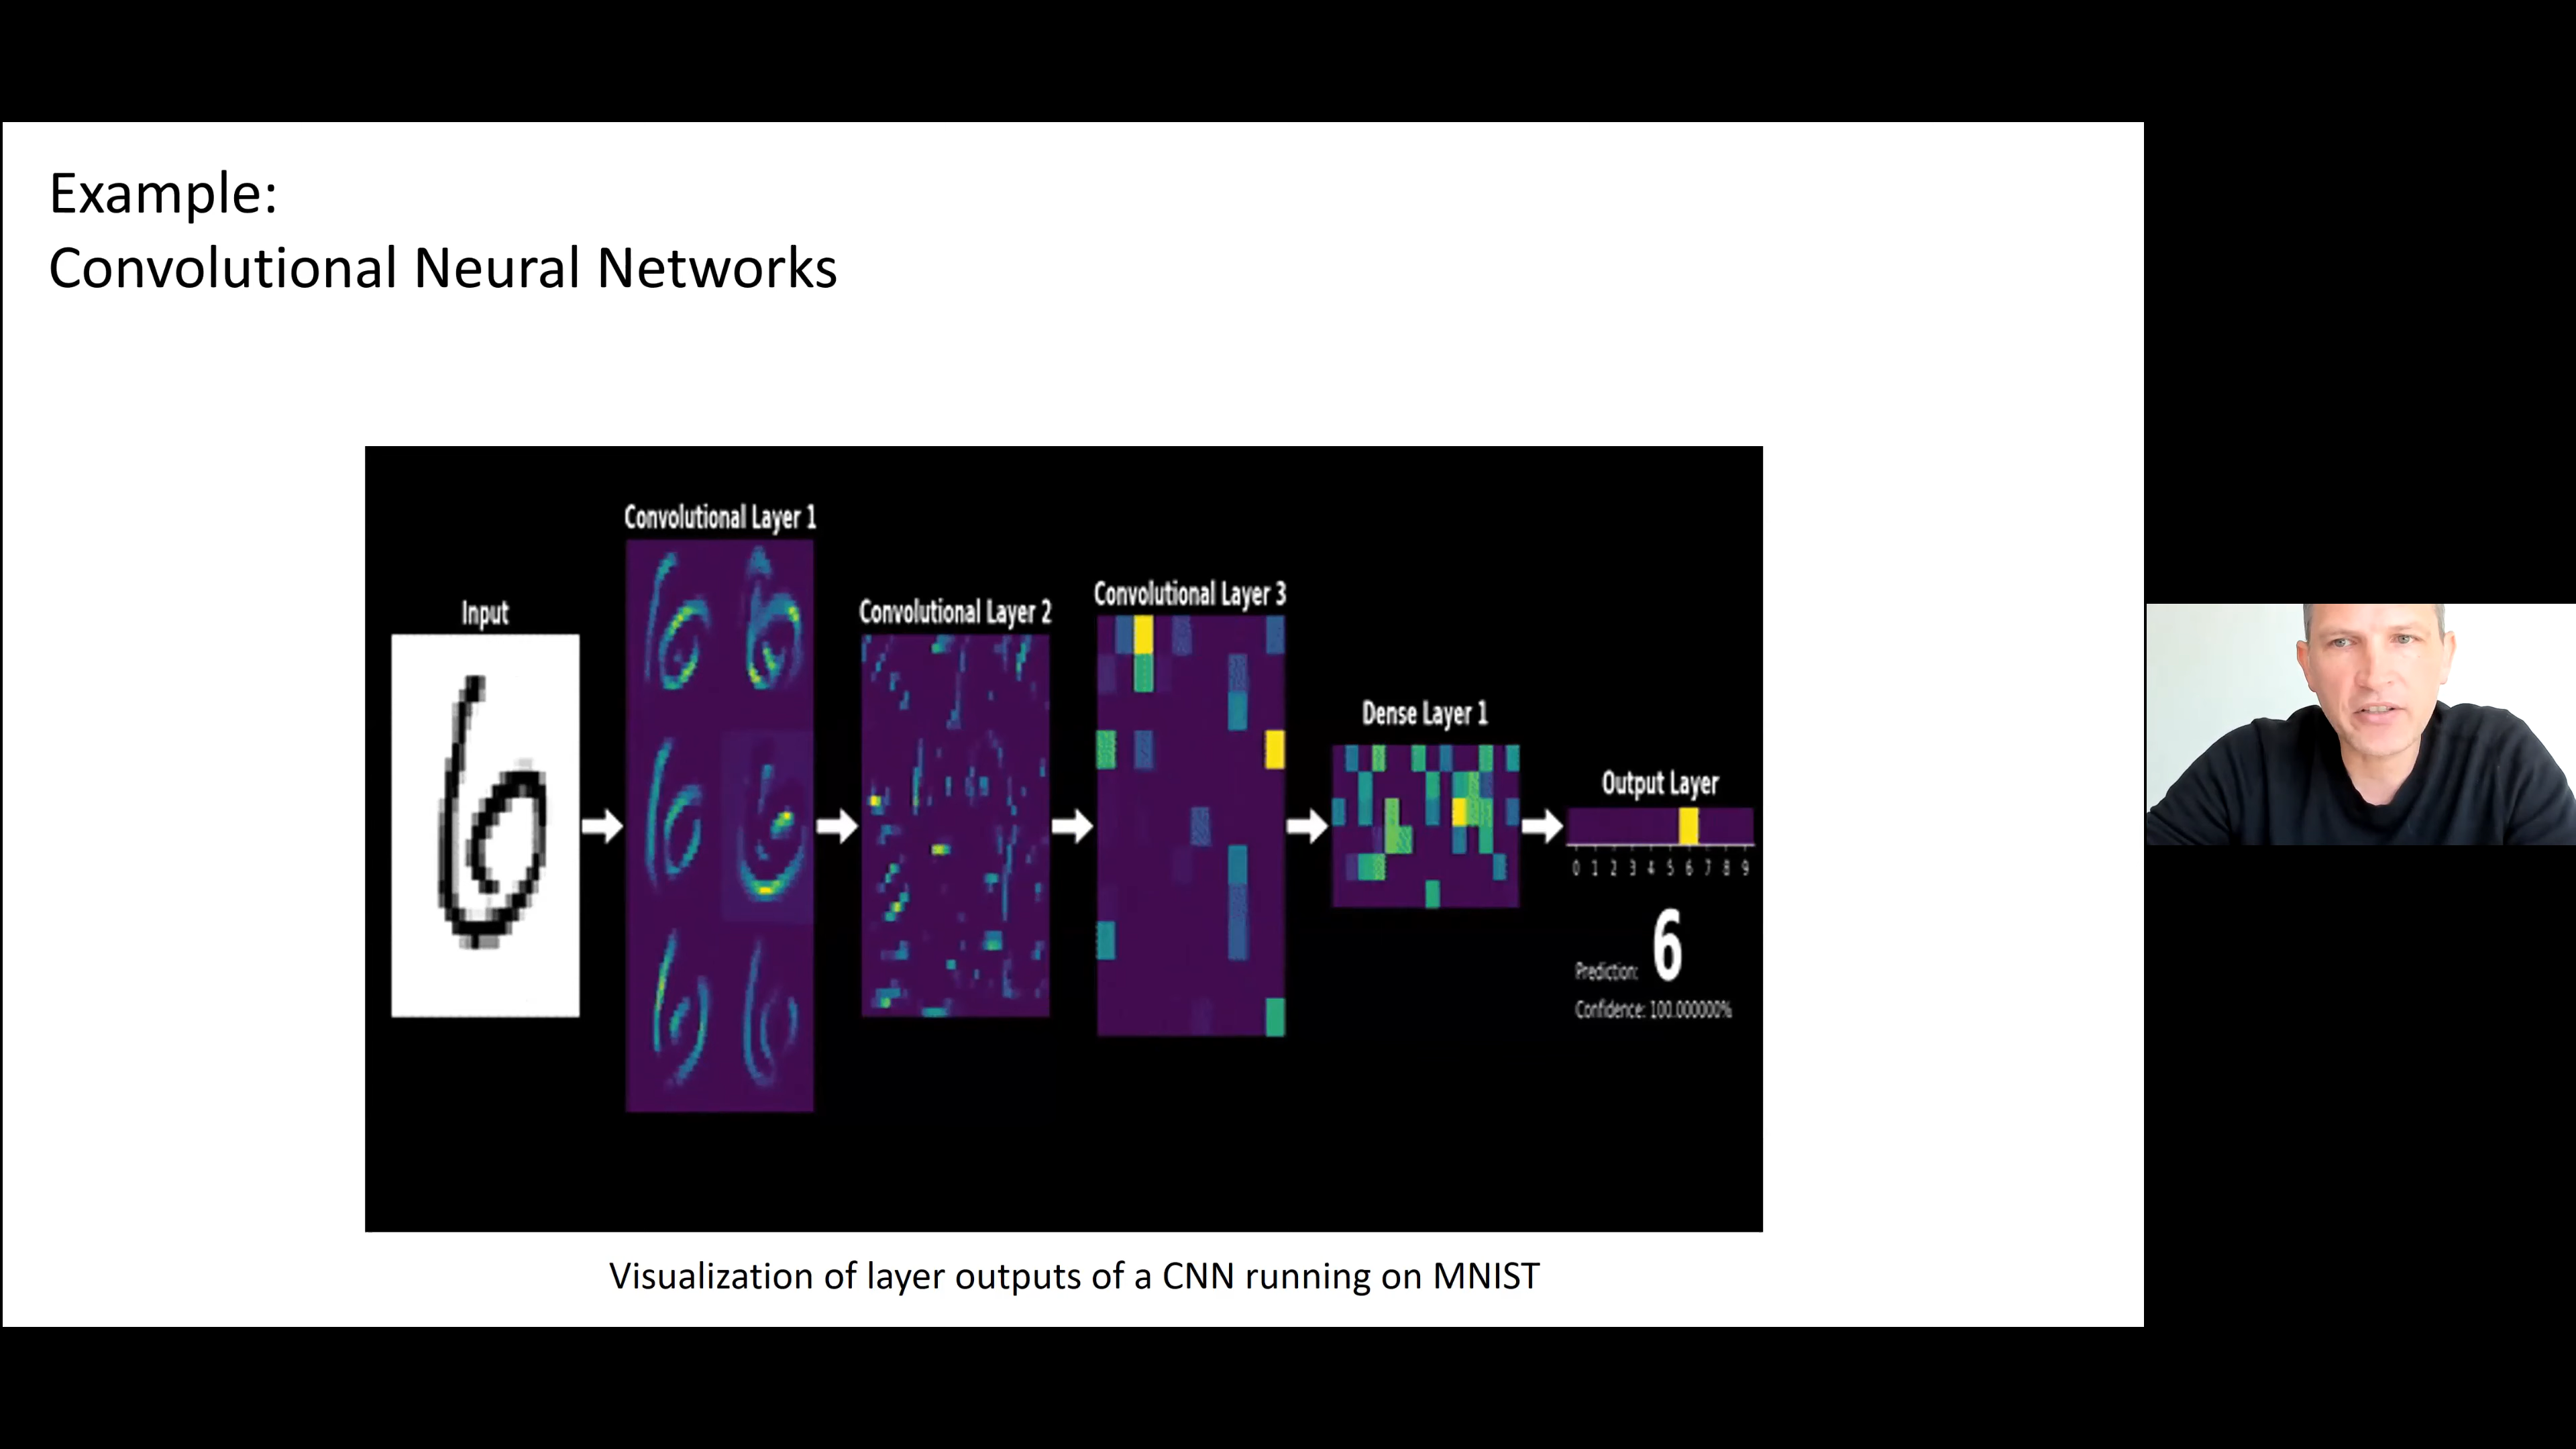 Example:
Convolutional Neural Networks
Input
Convolutional Layer 1
Convolutional Layer 2
Convolutional Layer 3
Dense Layer 1
Output Layer
0 1 2 3 4 5 6 7 8 9
Prediction: 6
Confidence: 100.000000%
Visualization of layer outputs of a CNN running on MNIST